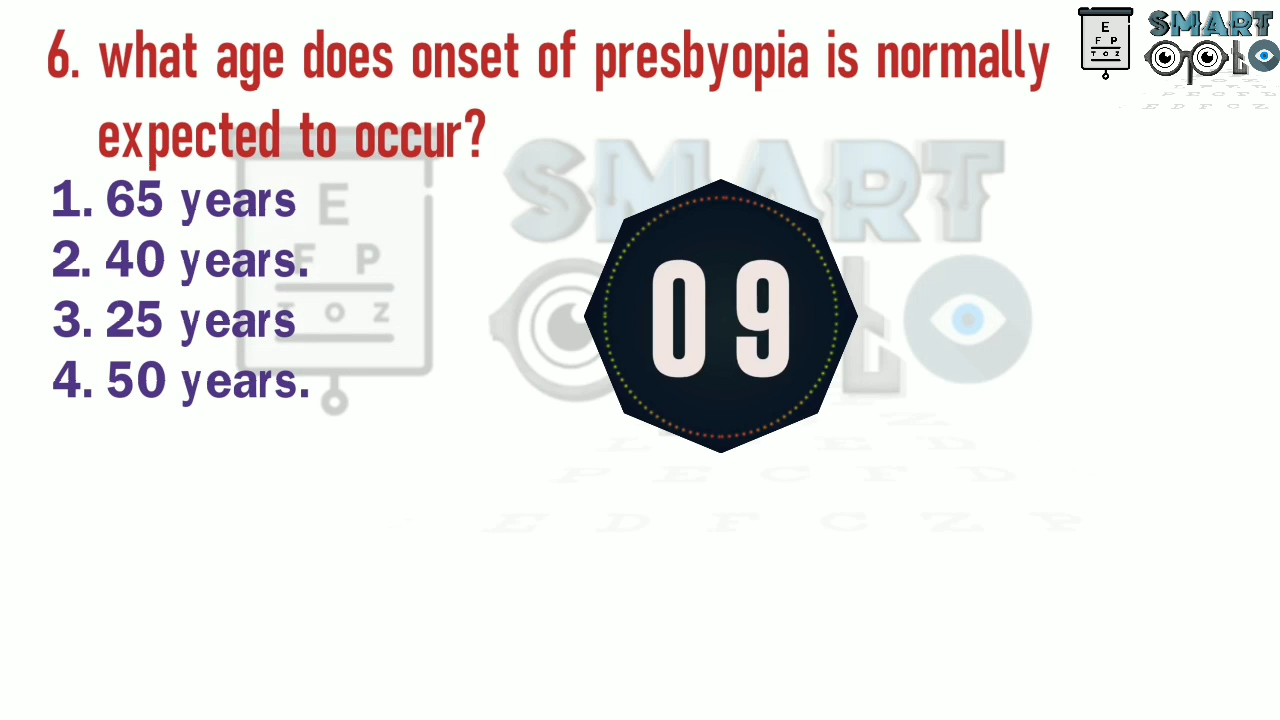 6. what age does onset of presbyopia is normally
expected to occur?
1. 65 years
2. 40 years.
3. 25 years
4. 50 years.
09
E
F P
T O Z
SMART
E
F P
T O Z
SMART
P E C F D
E D F C Z P